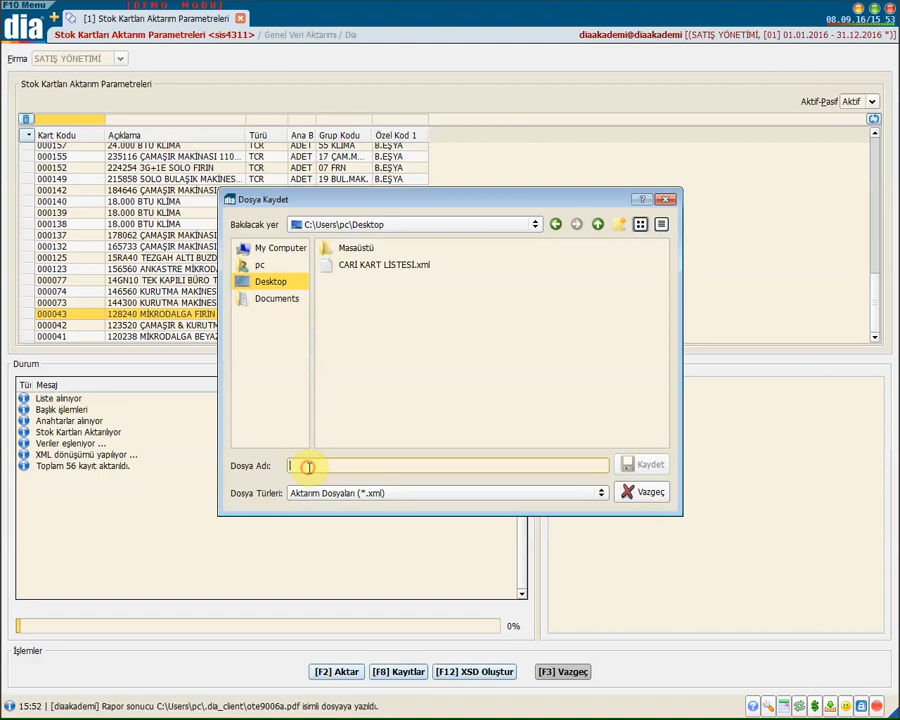 F10 Menu
[DEMO MODU]
dia
[1] Stok Kartları Aktarım Parametreleri
08.09.16/15 53
Stok Kartları Aktarım Parametreleri <sis4311> / Genel Veri Aktarımı / Dia
diaakademi@diaakademi [(SATIŞ YÖNETİMİ, [01] 01.01.2016 - 31.12.2016 *)]
Firma SATIŞ YÖNETİMİ
Stok Kartları Aktarım Parametreleri
Aktif-Pasif Aktif
Kart Kodu Açıklama Türü Ana B Grup Kodu Özel Kod 1
000157 24.000 BTU KLİMA TCR ADET 55 KLİMA B.EŞYA
000155 235116 ÇAMAŞIR MAKİNASI 110... TCR ADET 17 ÇAM.M... B.EŞYA
000152 224254 3G+1E SOLO FIRIN TCR ADET 07 FRN B.EŞYA
000149 215858 SOLO BULAŞIK MAKİNES... TCR ADET 19 BUL.MAK. B.EŞYA
000142 184646 ÇAMAŞIR MAKİNAS
000140 18.000 BTU KLİMA
000139 18.000 BTU KLİMA
000138 18.000 BTU KLİMA
000137 178062 ÇAMAŞIR MAKİNAS
000132 165733 ÇAMAŞIR MAKİNES
000125 15RA40 TEZGAH ALTI BUZD
000123 156560 ANKASTRE MİKROD
000077 14GN10 TEK KAPILI BÜRO T
000074 146560 KURUTMA MAKİNAS
000073 144300 KURUTMA MAKİNES
000043 128240 MİKRODALGA FIRIN
000042 123520 ÇAMAŞIR & KURUTM
000041 120238 MİKRODALGA BEYAZ
Dosya Kaydet
Bakılacak yer C:\Users\pc\Desktop
My Computer
pc
Desktop
Documents
Masaüstü
CARİ KART LİSTESİ.xml
Dosya Adı:
Kaydet
Dosya Türleri: Aktarım Dosyaları (*.xml)
Vazgeç
Durum
Tür Mesaj
Liste alınıyor
Başlık işlemleri
Anahtarlar alınıyor
Stok Kartları Aktarılıyor
Veriler eşleniyor ...
XML dönüşümü yapılıyor ...
Toplam 56 kayıt aktarıldı.
0%
İşlemler
[F2] Aktar [F8] Kayıtlar [F12] XSD Oluştur [F3] Vazgeç
15:52 | [diaakademi] Rapor sonucu C:\Users\pc\.dia_client\ote9006a.pdf isimli dosyaya yazıldı.